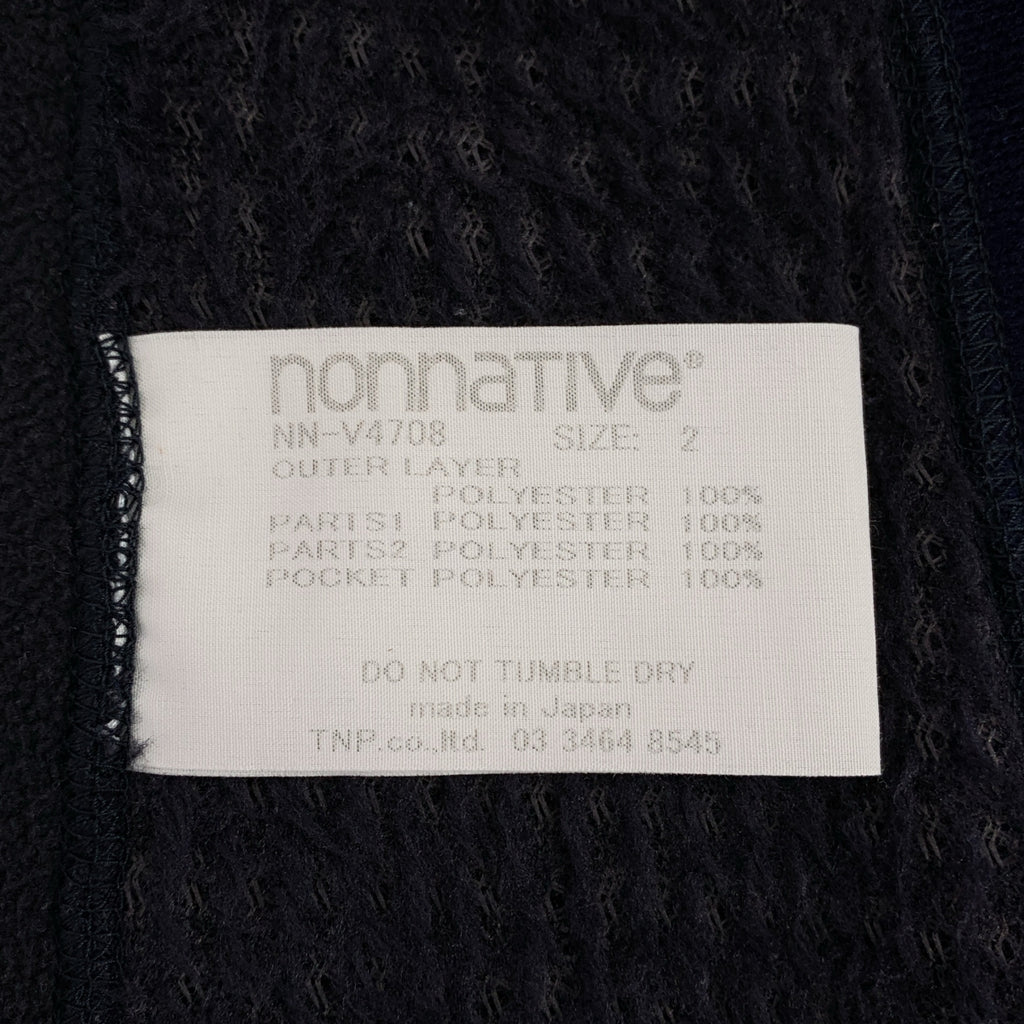 nonnative®
NN-V4708 SIZE: 2
OUTER LAYER
POLYESTER 100%
PARTS1 POLYESTER 100%
PARTS2 POLYESTER 100%
POCKET POLYESTER 100%
DO NOT TUMBLE DRY
made in Japan
TNP.co.,ltd. 03 3464 8545